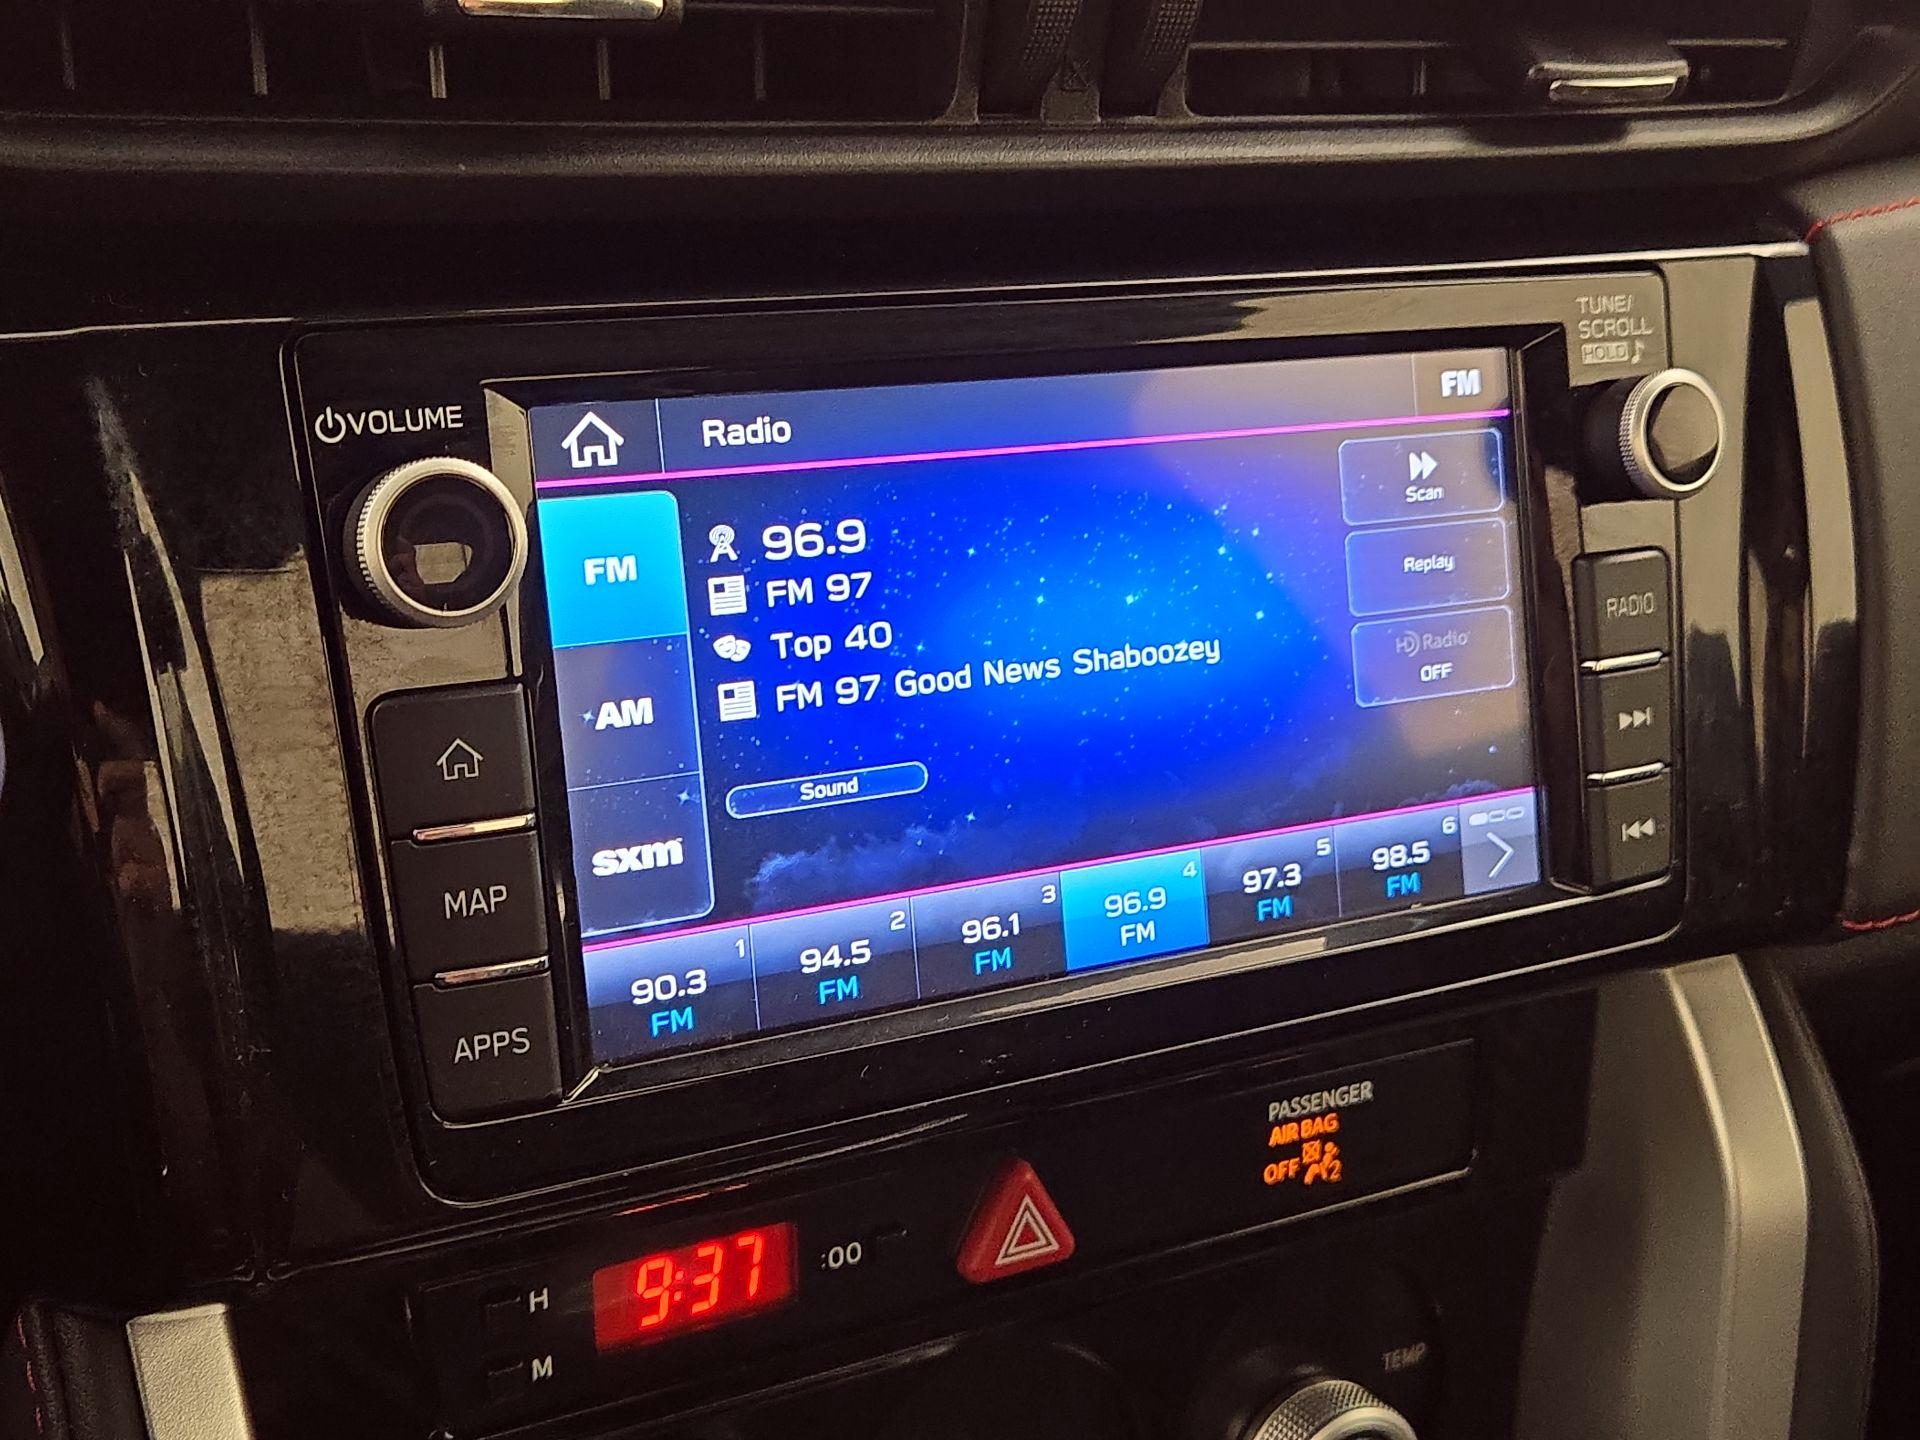 TUNE/
SCROLL
HOLD
VOLUME
Radio
FM
Scan
FM
96.9
FM 97
Replay
RADIO
Top 40
HD Radio
OFF
AM
FM 97 Good News Shaboozey
Sound
sxm
MAP
APPS
1
90.3
FM
2
94.5
FM
3
96.1
FM
4
96.9
FM
5
97.3
FM
6
98.5
FM
PASSENGER
AIR BAG
OFF 2
H
9:37
:00
M
TEMP